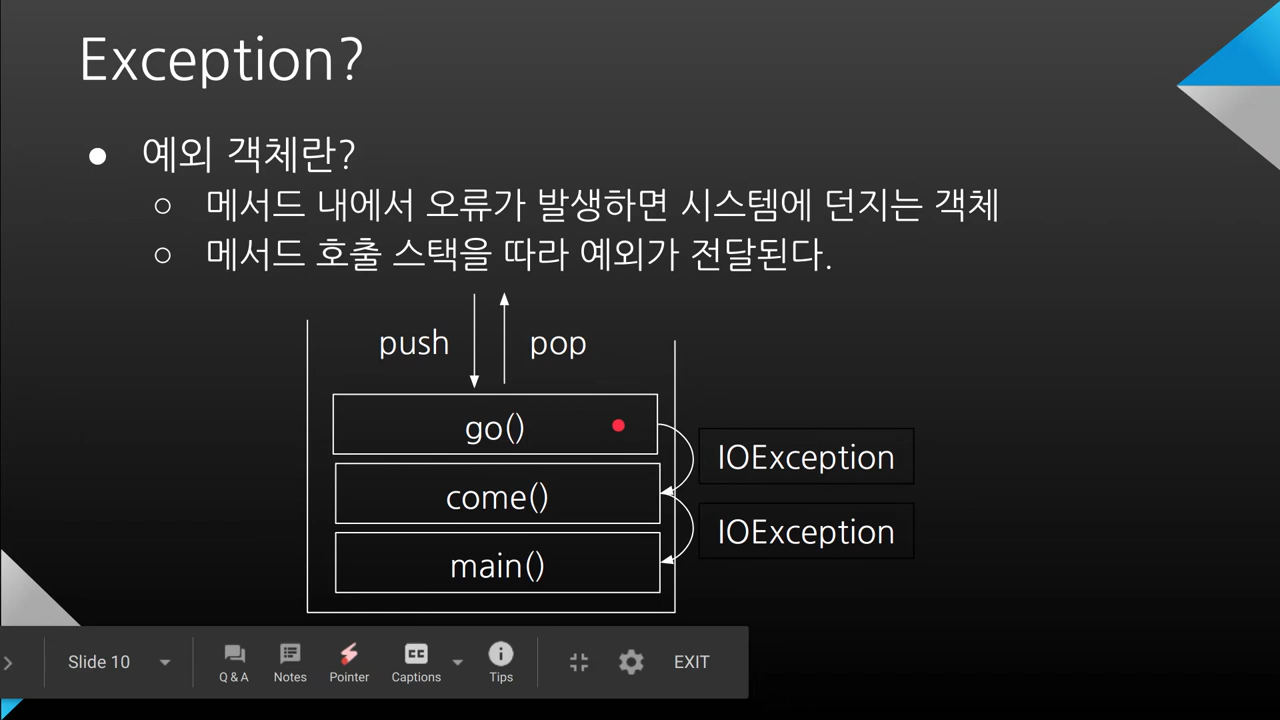 Exception?
● 예외 객체란?
○ 메서드 내에서 오류가 발생하면 시스템에 던지는 객체
○ 메서드 호출 스택을 따라 예외가 전달된다.
push
pop
go()
IOException
come()
IOException
main()
Slide 10
Q & A
Notes
Pointer
CC
Captions
Tips
EXIT